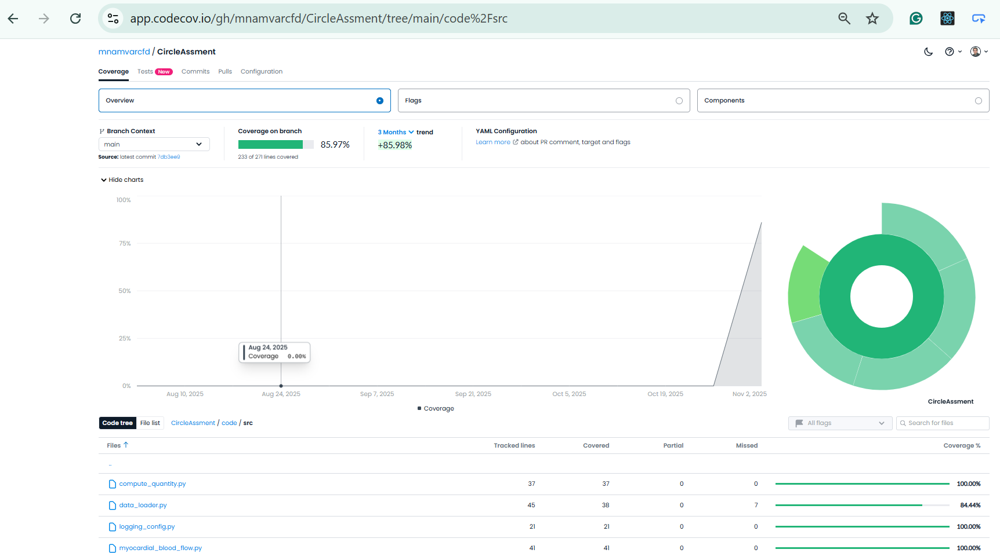 app.codecov.io/gh/mnamvarcfd/CircleAssment/tree/main/code%2Fsrc
mnamvarcfd / CircleAssment
Coverage Tests New Commits Pulls Configuration
Overview Flags Components
Branch Context
main
Source: latest commit 7db3ee9
Coverage on branch
85.97%
233 of 271 lines covered
3 Months trend
+85.98%
YAML Configuration
Learn more about PR comment, target and flags
Hide charts
100%
75%
50%
25%
0%
Aug 24, 2025
Coverage 0.00%
Aug 10, 2025 Aug 24, 2025 Sep 7, 2025 Sep 21, 2025 Oct 5, 2025 Oct 19, 2025 Nov 2, 2025
Coverage
CircleAssment
Code tree File list CircleAssment / code / src All flags Search for files
Files Tracked lines Covered Partial Missed Coverage %
..
compute_quantity.py 37 37 0 0 100.00%
data_loader.py 45 38 0 7 84.44%
logging_config.py 21 21 0 0 100.00%
myocardial_blood_flow.py 41 41 0 0 100.00%